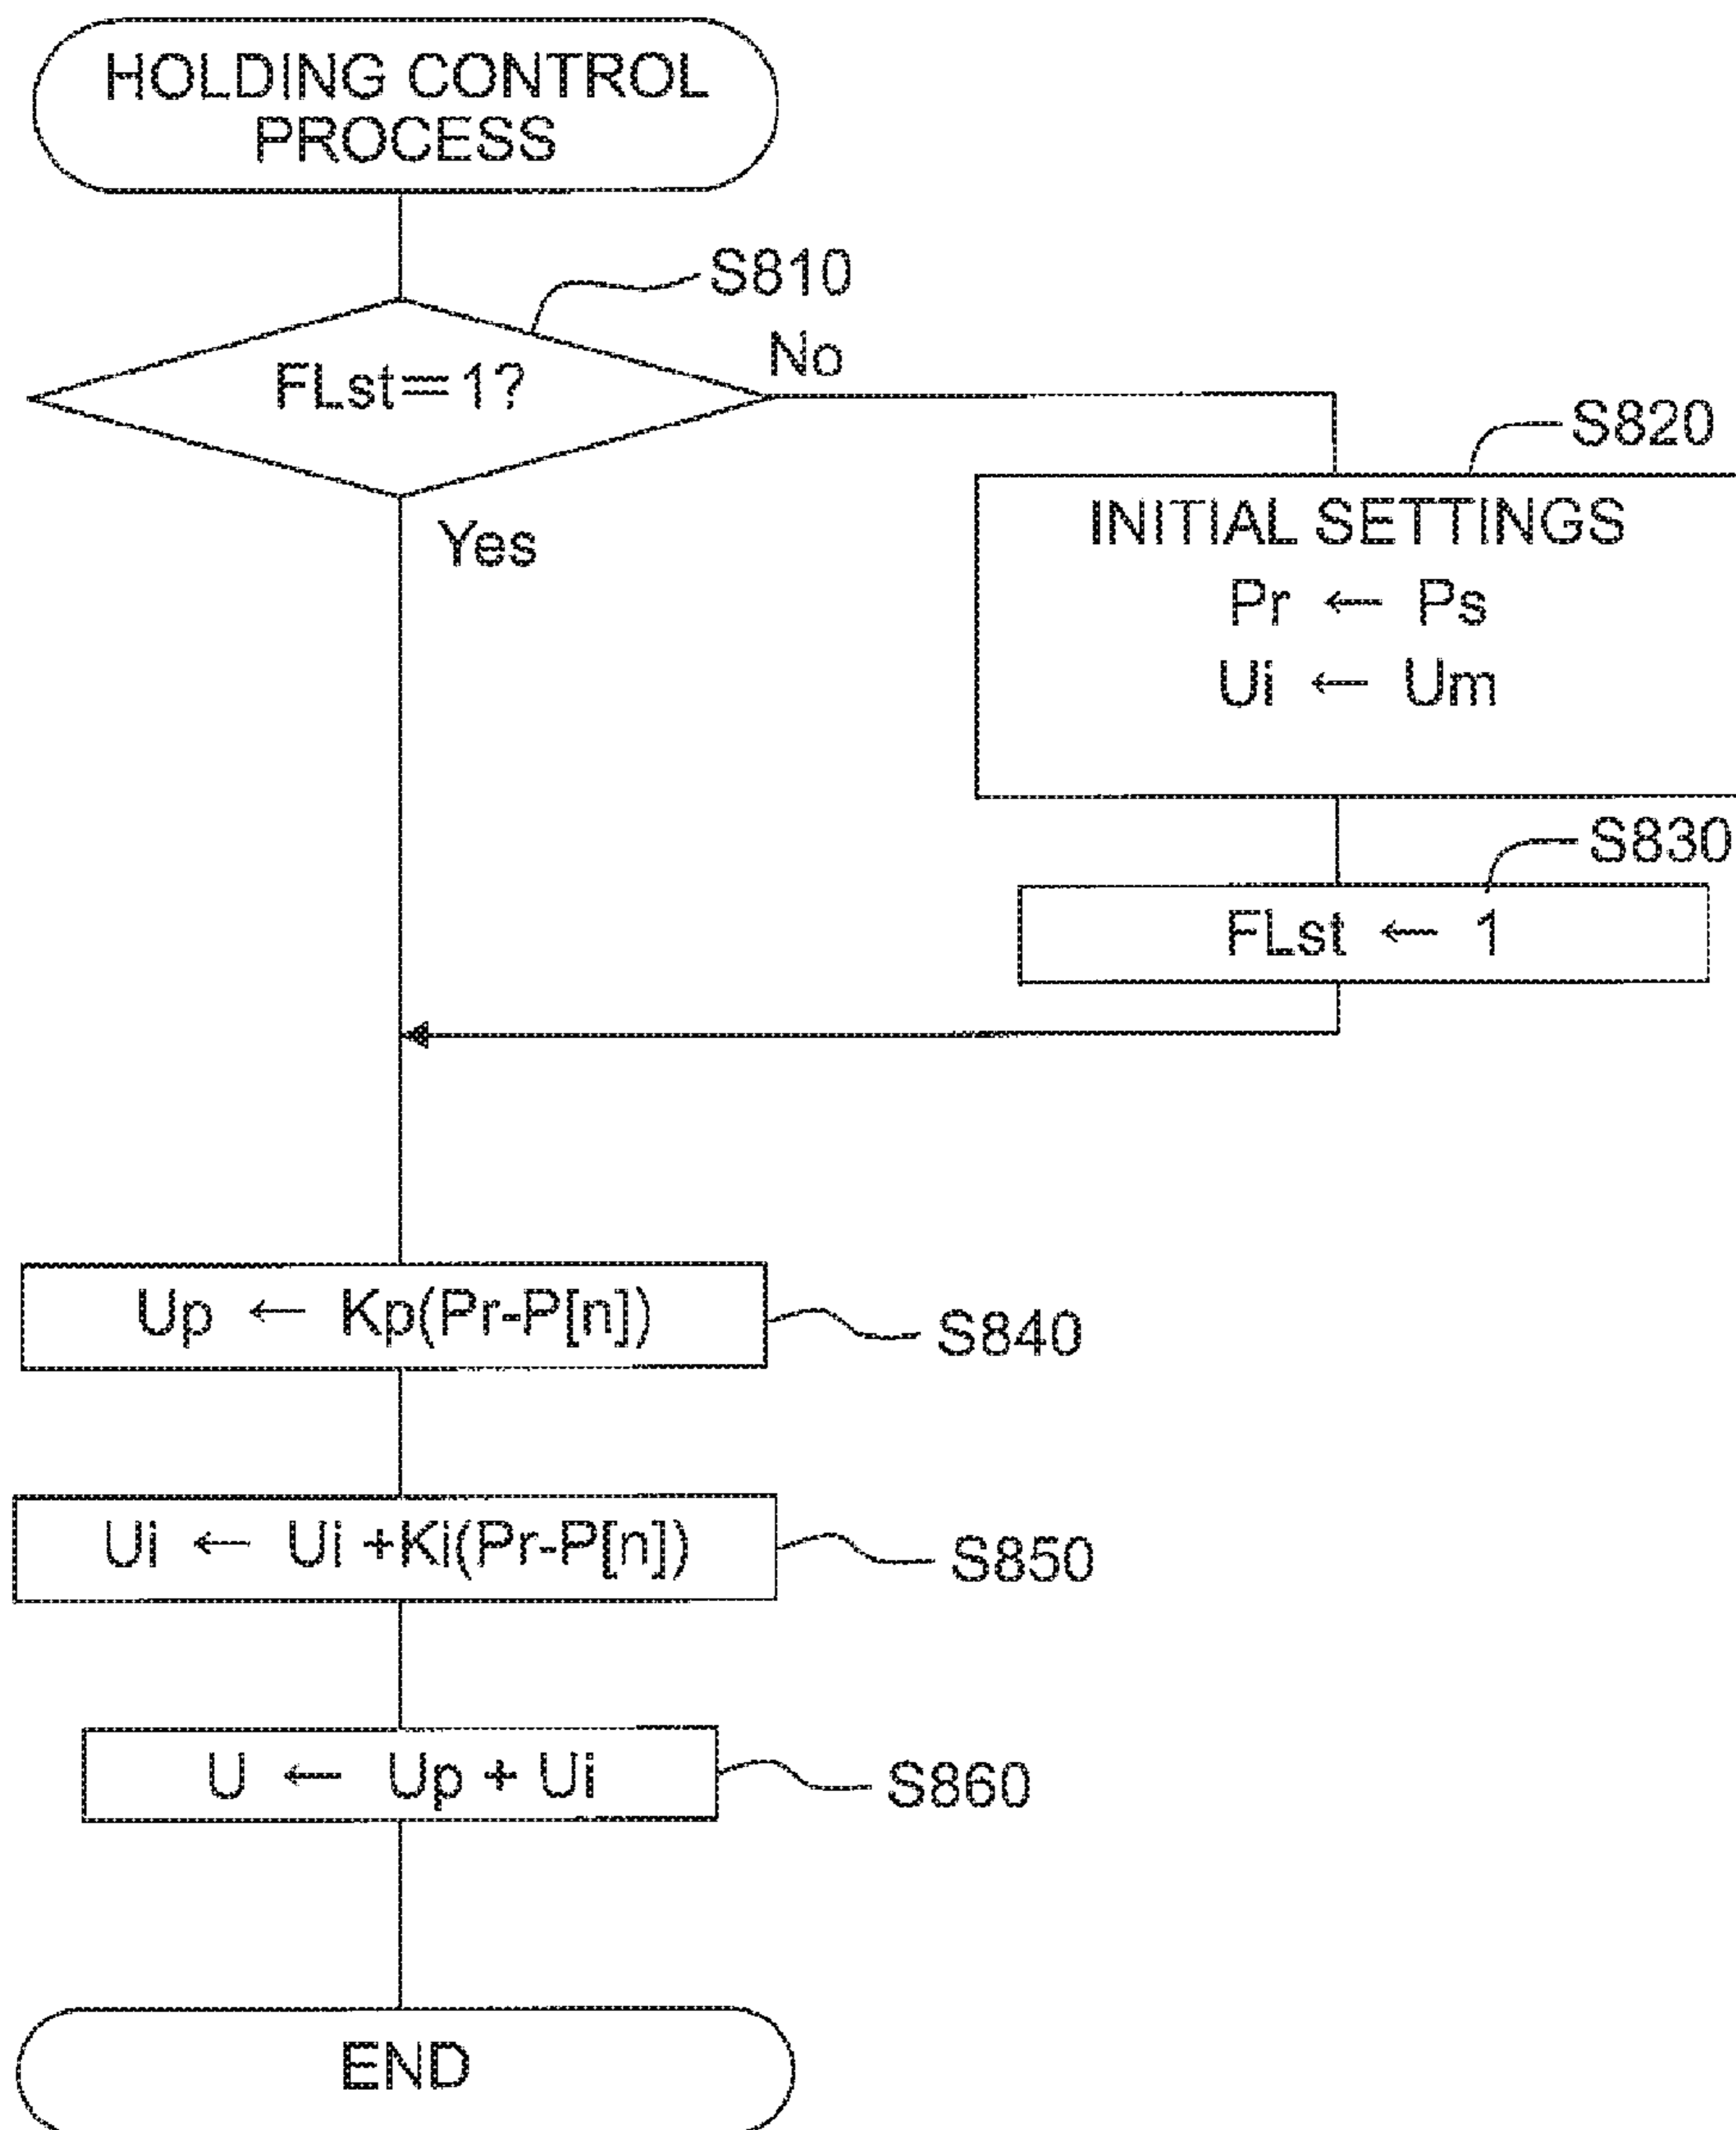 HOLDING CONTROL
PROCESS
S810
FLst=1?
No
Yes
S820
INITIAL SETTINGS
Pr ← Ps
Ui ← Um
S830
FLst ← 1
Up ← Kp(Pr-P[n])
S840
Ui ← Ui +Ki(Pr-P[n])
S850
U ← Up + Ui
S860
END